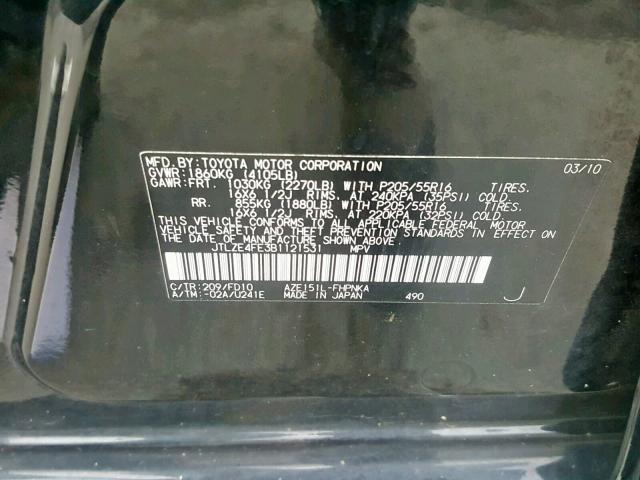 MFD.BY:TOYOTA MOTOR CORPORATION 03/10
GVWR:1860KG (4105LB)
GAWR:FRT. 1030KG (2270LB) WITH P205/55R16 TIRES.
16X6 1/2J RIMS. AT 240KPA (35PSI) COLD.
RR. 855KG (1880LB) WITH P205/55R16 TIRES.
16X6 1/2J RIMS. AT 220KPA (32PSI) COLD.
THIS VEHICLE CONFORMS TO ALL APPLICABLE FEDERAL MOTOR
VEHICLE SAFETY AND THEFT PREVENTION STANDARDS IN EFFECT
ON THE DATE OF MANUFACTURE SHOWN ABOVE.
JTLZE4FE3B1121531 MPV
C/TR:209/FD10 AZE151L-FHPNKA
A/TM:-02A/U241E MADE IN JAPAN 490 J